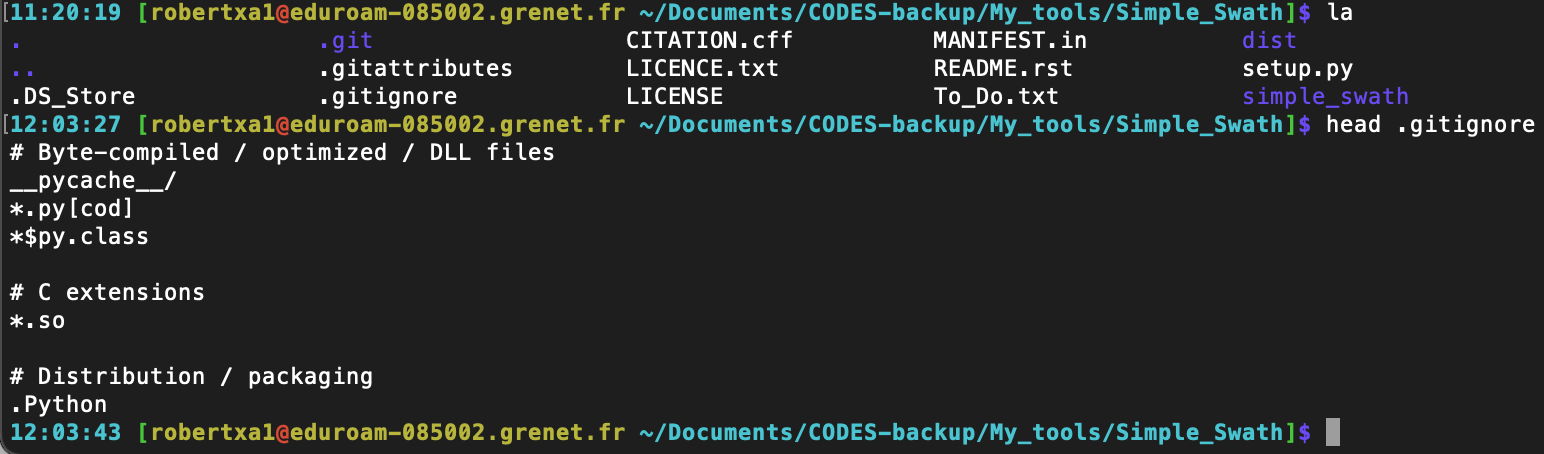 [11:20:19 [robertxa1@eduroam-085002.grenet.fr ~/Documents/CODES-backup/My_tools/Simple_Swath]$ la
. .git CITATION.cff MANIFEST.in dist
.. .gitattributes LICENCE.txt README.rst setup.py
.DS_Store .gitignore LICENSE To_Do.txt simple_swath
[12:03:27 [robertxa1@eduroam-085002.grenet.fr ~/Documents/CODES-backup/My_tools/Simple_Swath]$ head .gitignore
# Byte-compiled / optimized / DLL files
__pycache__/
*.py[cod]
*$py.class
# C extensions
*.so
# Distribution / packaging
.Python
12:03:43 [robertxa1@eduroam-085002.grenet.fr ~/Documents/CODES-backup/My_tools/Simple_Swath]$